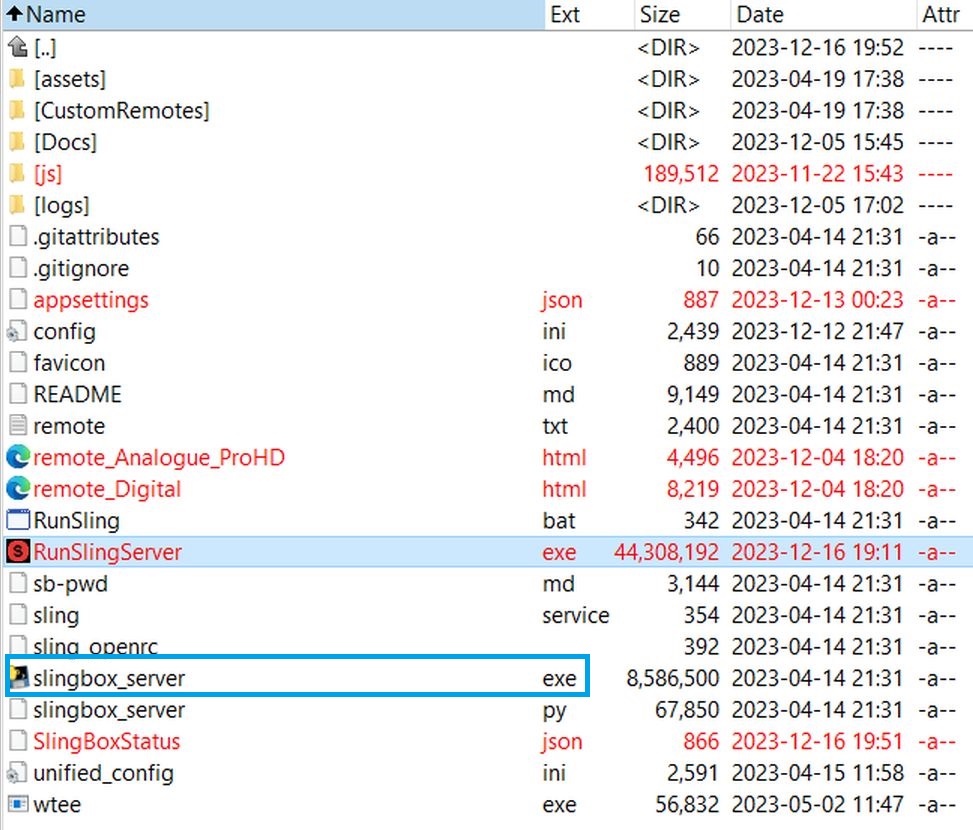 Name Ext Size Date Attr
[..] <DIR> 2023-12-16 19:52 ----
[assets] <DIR> 2023-04-19 17:38 ----
[CustomRemotes] <DIR> 2023-04-19 17:38 ----
[Docs] <DIR> 2023-12-05 15:45 ----
[js] 189,512 2023-11-22 15:43 ----
[logs] <DIR> 2023-12-05 17:02 ----
.gitattributes 66 2023-04-14 21:31 -a--
.gitignore 10 2023-04-14 21:31 -a--
appsettings json 887 2023-12-13 00:23 -a--
config ini 2,439 2023-12-12 21:47 -a--
favicon ico 889 2023-04-14 21:31 -a--
README md 9,149 2023-04-14 21:31 -a--
remote txt 2,400 2023-04-14 21:31 -a--
remote_Analogue_ProHD html 4,496 2023-12-04 18:20 -a--
remote_Digital html 8,219 2023-12-04 18:20 -a--
RunSling bat 342 2023-04-14 21:31 -a--
S RunSlingServer exe 44,308,192 2023-12-16 19:11 -a--
sb-pwd md 3,144 2023-04-14 21:31 -a--
sling service 354 2023-04-14 21:31 -a--
sling_openrc 392 2023-04-14 21:31 -a--
slingbox_server exe 8,586,500 2023-04-14 21:31 -a--
slingbox_server py 67,850 2023-04-14 21:31 -a--
SlingBoxStatus json 866 2023-12-16 19:51 -a--
unified_config ini 2,591 2023-04-15 11:58 -a--
wtee exe 56,832 2023-05-02 11:47 -a--